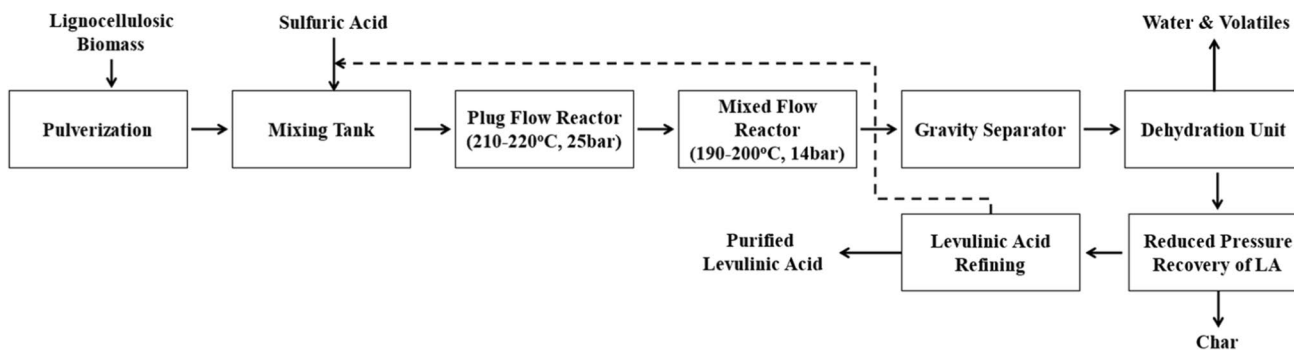 Lignocellulosic
Biomass
Sulfuric Acid
Water & Volatiles
Pulverization
Mixing Tank
Plug Flow Reactor
(210-220°C, 25bar)
Mixed Flow
Reactor
(190-200°C, 14bar)
Gravity Separator
Dehydration Unit
Purified
Levulinic Acid
Levulinic Acid
Refining
Reduced Pressure
Recovery of LA
Char